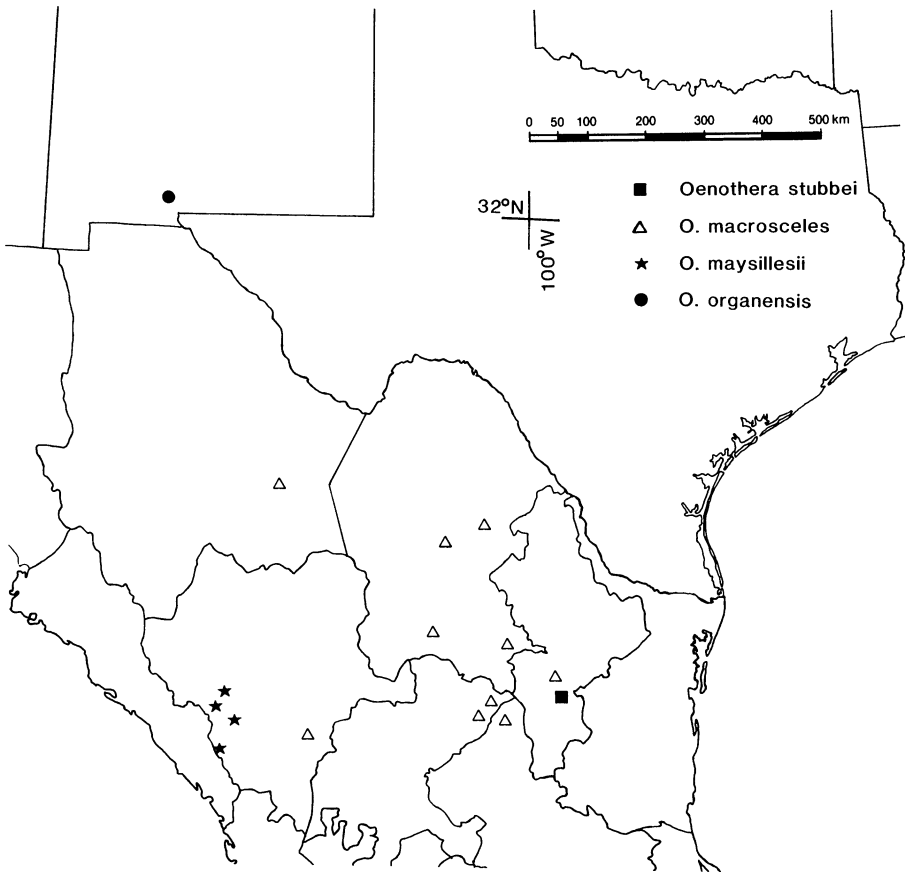 0 50 100 200 300 400 500 km
32°N
100°W
Oenothera stubbei
O. macrosceles
O. maysillesii
O. organensis